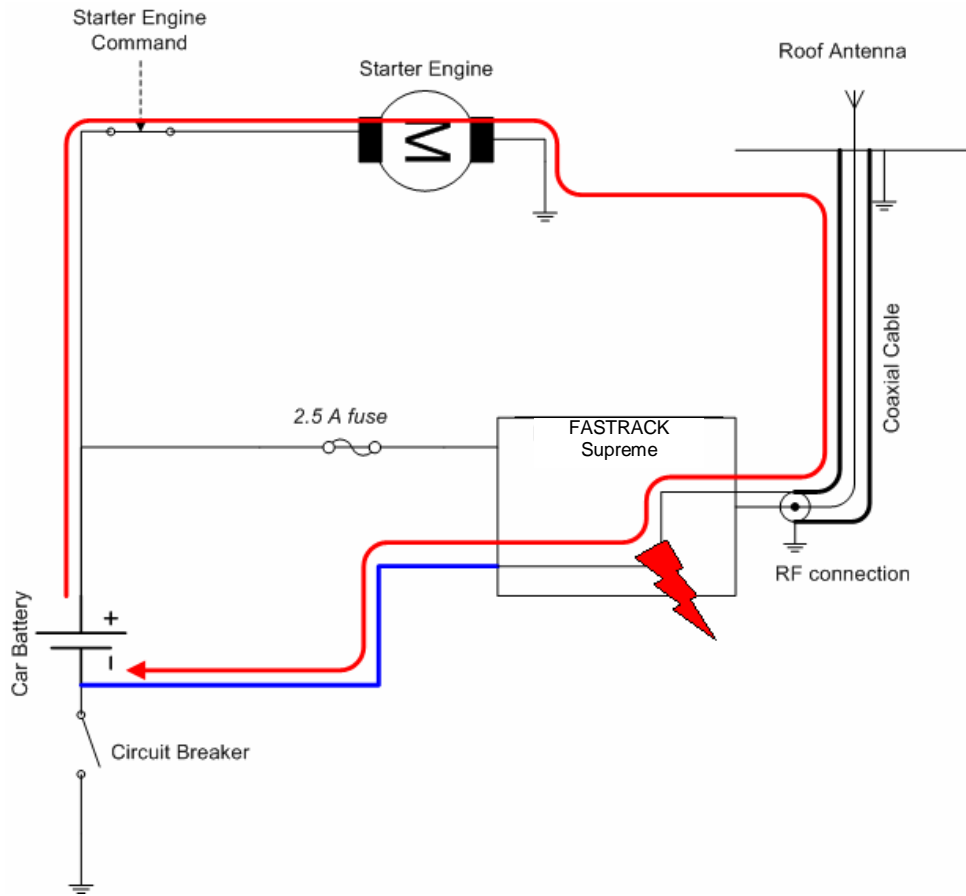 Starter Engine
Command
Starter Engine
Roof Antenna
M
Coaxial Cable
2.5 A fuse
FASTRACK
Supreme
RF connection
Car Battery
+
−
Circuit Breaker